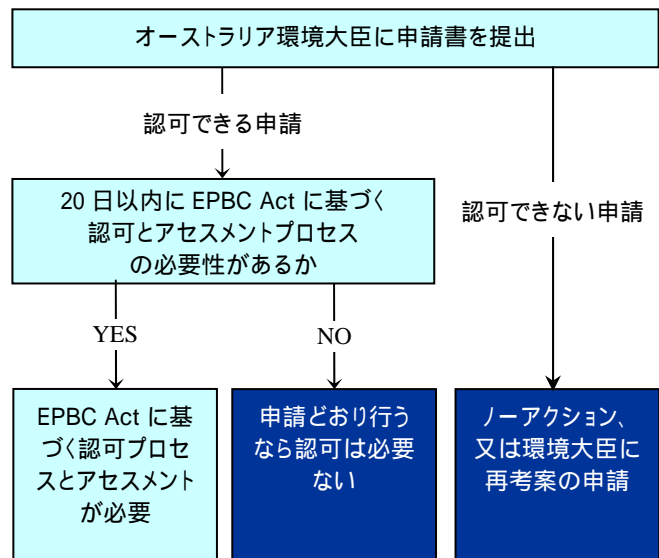 オーストラリア環境大臣に申請書を提出
認可できる申請
20 日以内に EPBC Act に基づく
認可とアセスメントプロセス
の必要性があるか
認可できない申請
YES
NO
EPBC Act に基
づく認可プロセ
スとアセスメント
が必要
申請どおり行う
なら認可は必要
ない
ノーアクション、
又は環境大臣に
再考案の申請